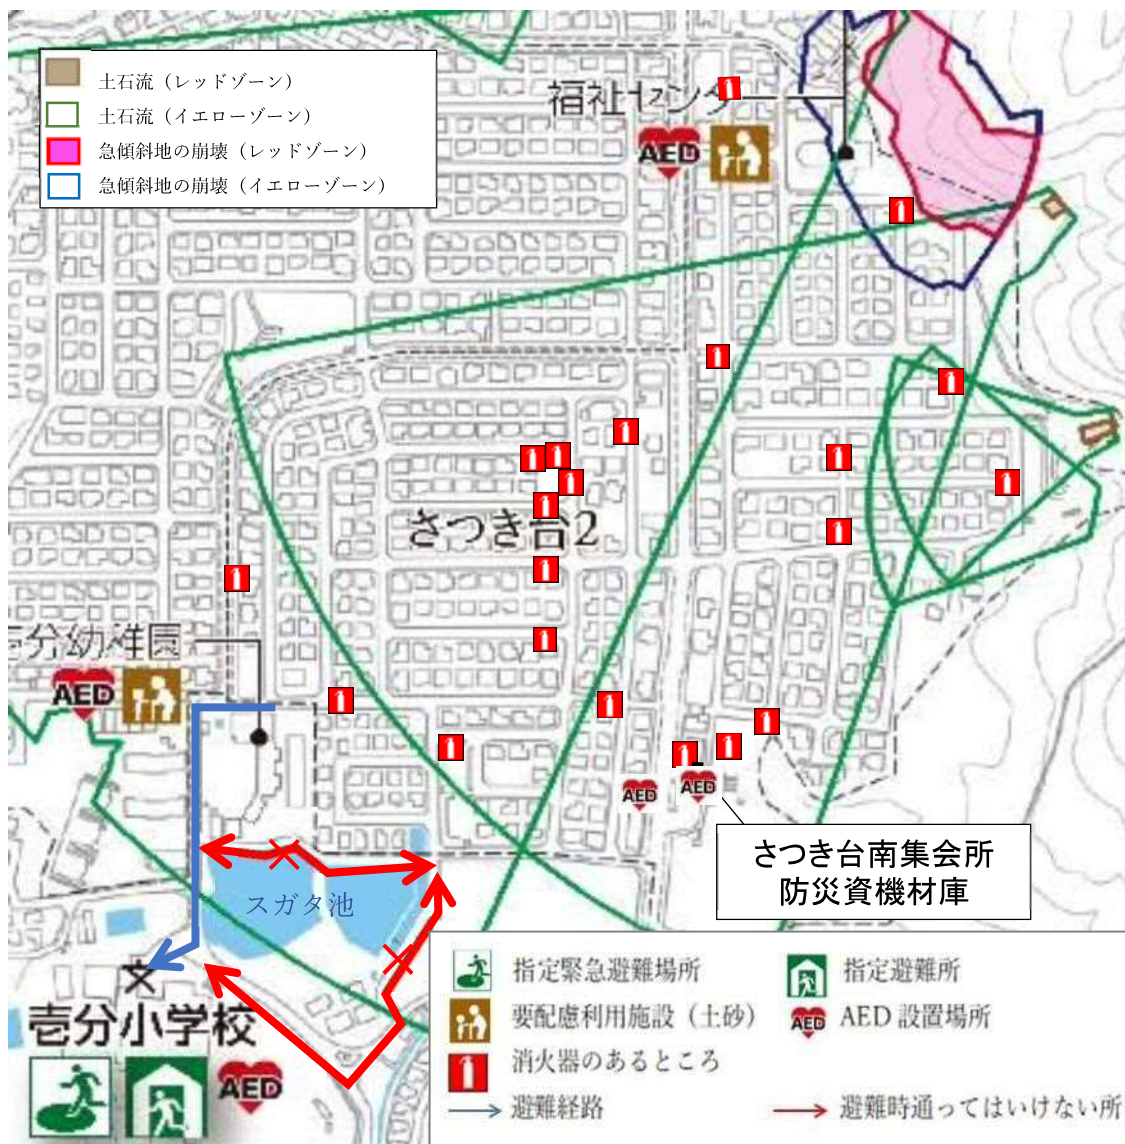 土石流（レッドゾーン）
土石流（イエローゾーン）
急傾斜地の崩壊（レッドゾーン）
急傾斜地の崩壊（イエローゾーン）
福祉センタ
AED
さつき台2
分幼稚園
AED
AED
AED
さつき台南集会所
防災資機材庫
スガタ池
壱分小学校
AED
指定緊急避難場所
指定避難所
要配慮利用施設（土砂）
AED 設置場所
AED
消火器のあるところ
避難経路
避難時通ってはいけない所